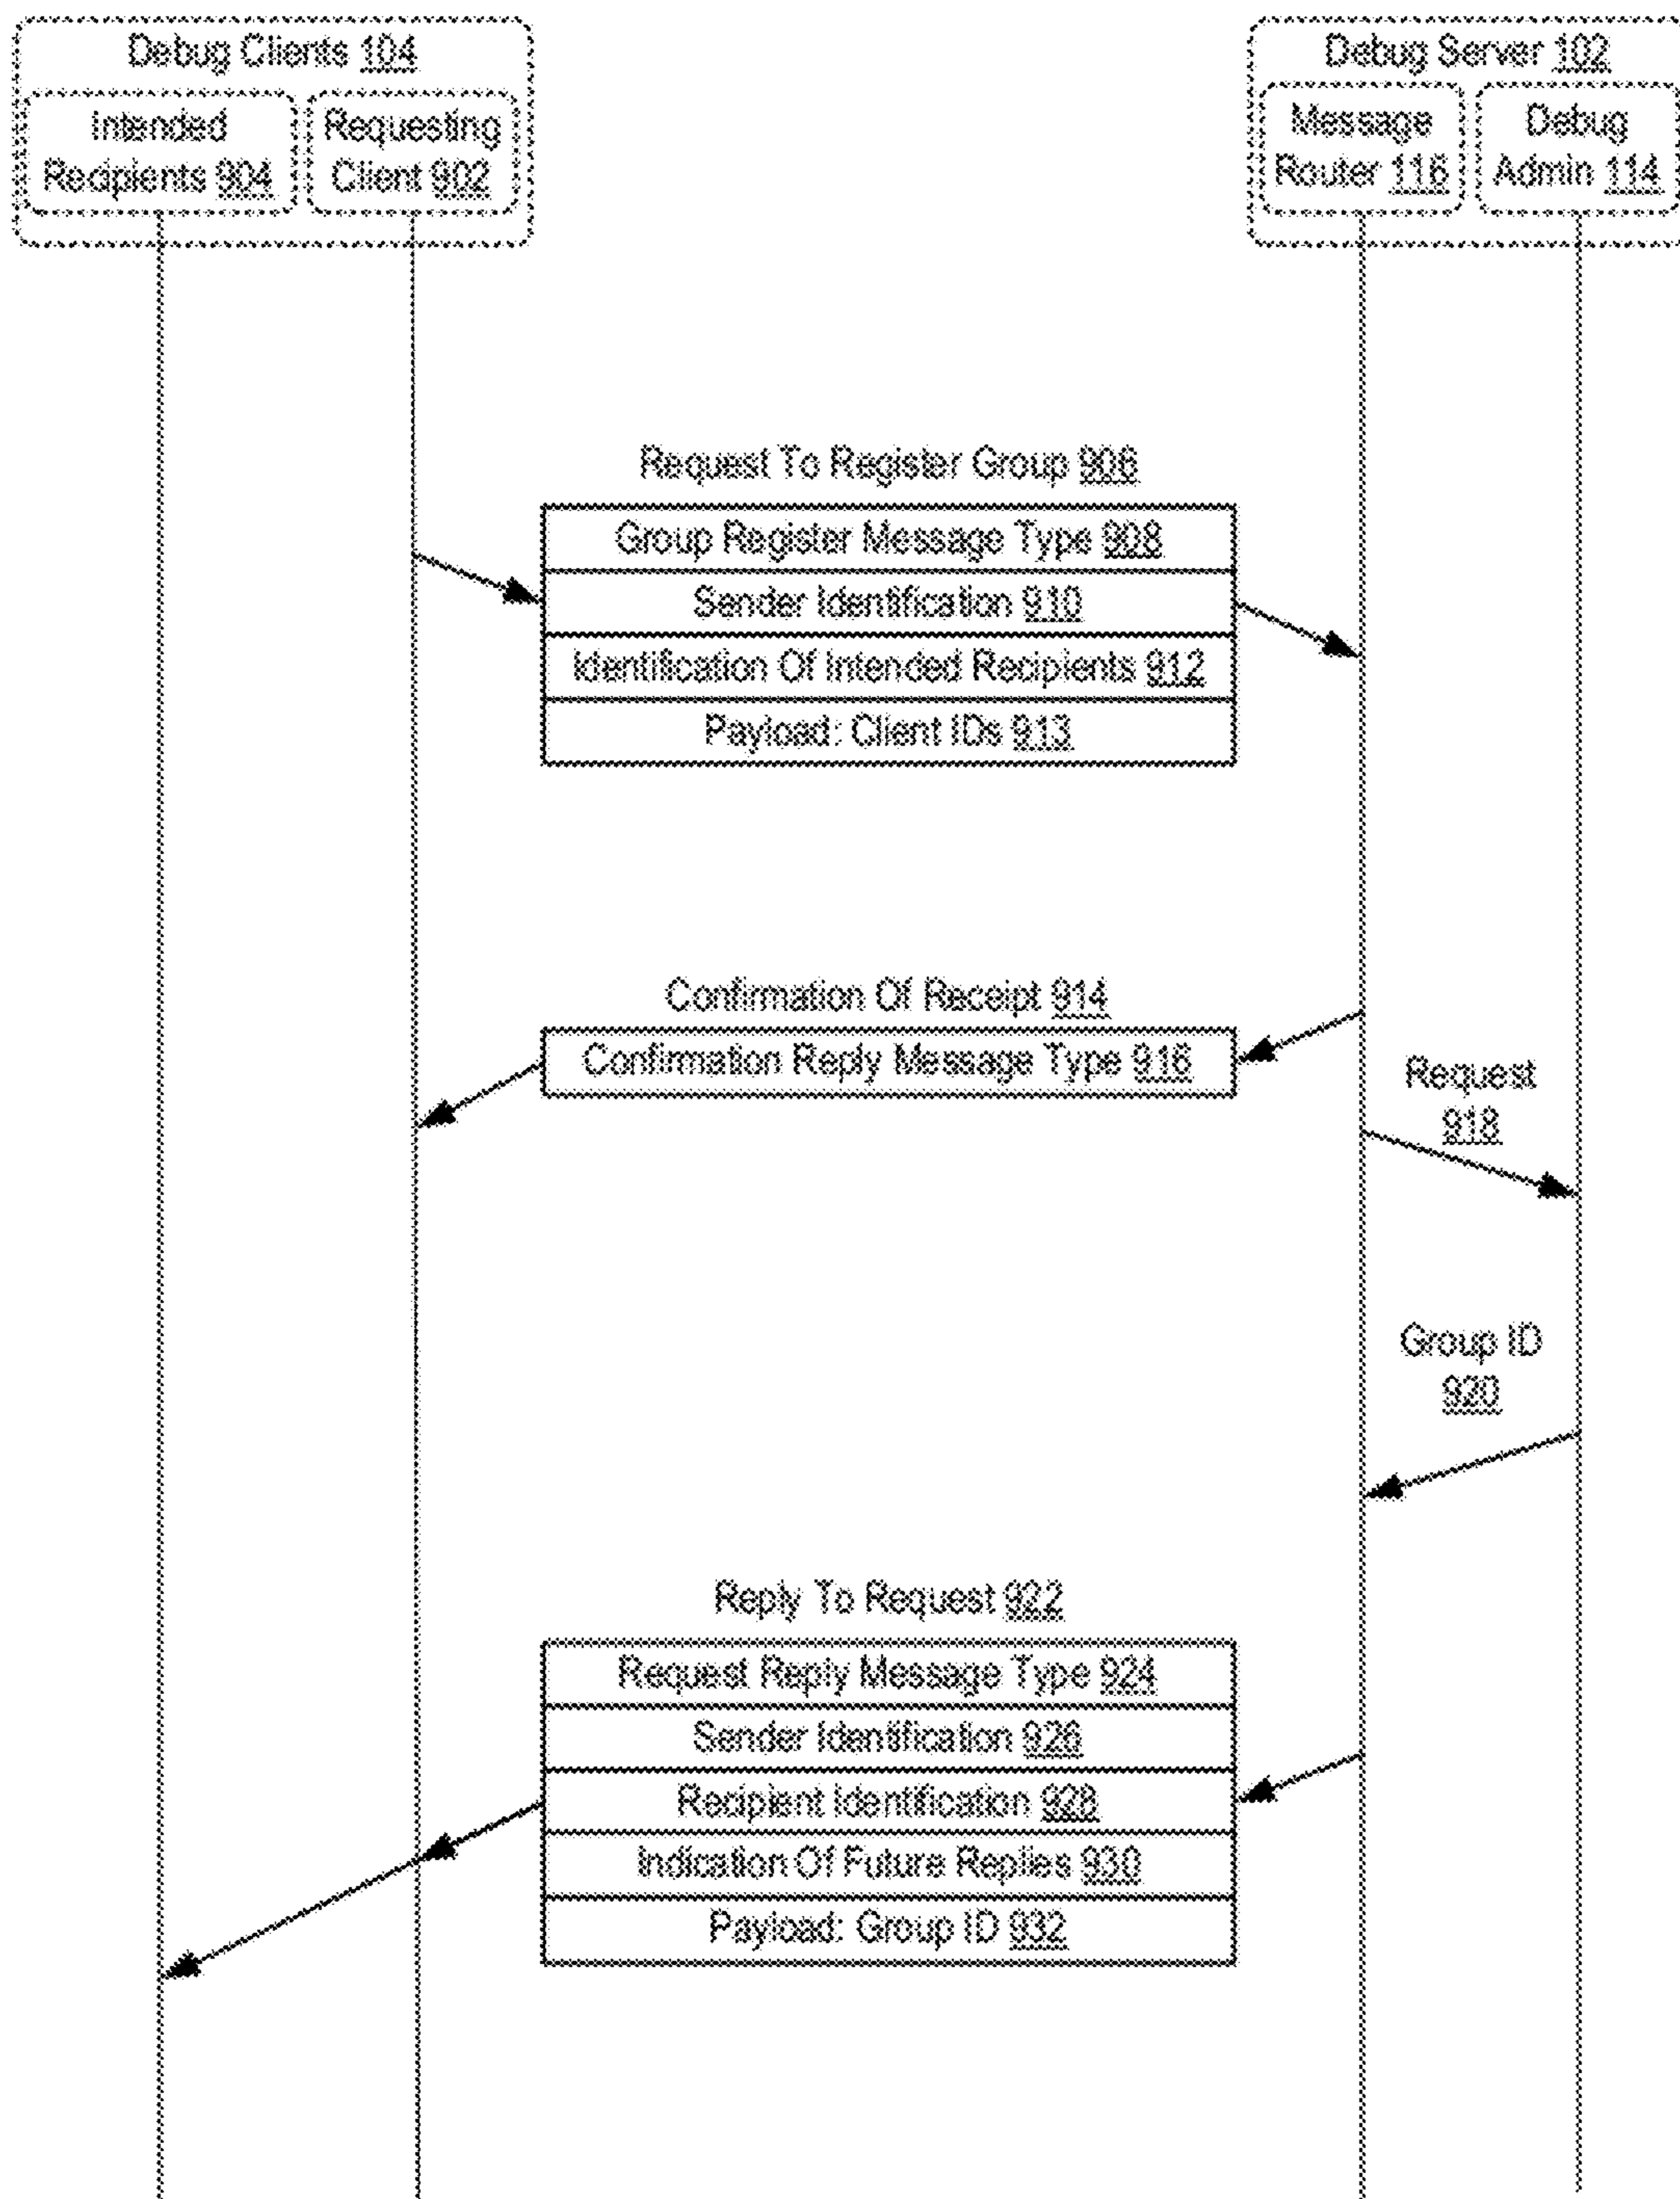 Debug Clients 104
Intended
Recipients 904
Requesting
Client 902
Debug Server 102
Message
Router 116
Debug
Admin 114
Request To Register Group 906
Group Register Message Type 908
Sender Identification 910
Identification Of Intended Recipients 912
Payload: Client IDs 913
Confirmation Of Receipt 914
Confirmation Reply Message Type 916
Request
918
Group ID
920
Reply To Request 922
Request Reply Message Type 924
Sender Identification 926
Recipient Identification 928
Indication Of Future Replies 930
Payload: Group ID 932